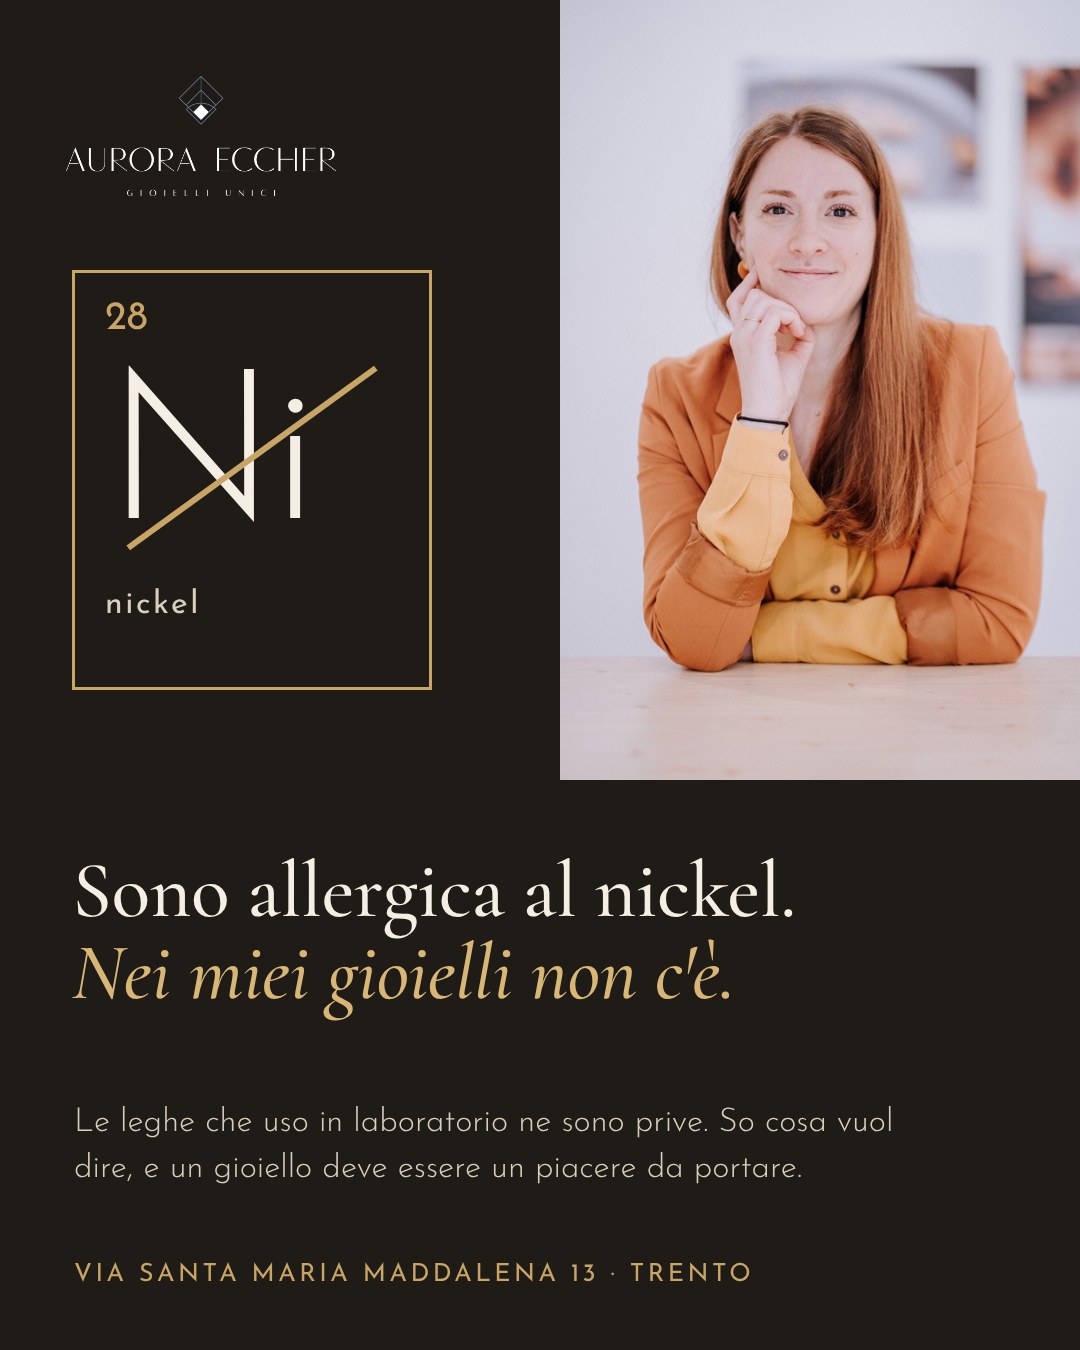 AURORA ECCHER
GIOIELLI UNICI
28
Ni
nickel
Sono allergica al nickel.
Nei miei gioielli non c'è.
Le leghe che uso in laboratorio ne sono prive. So cosa vuol
dire, e un gioiello deve essere un piacere da portare.
VIA SANTA MARIA MADDALENA 13 · TRENTO